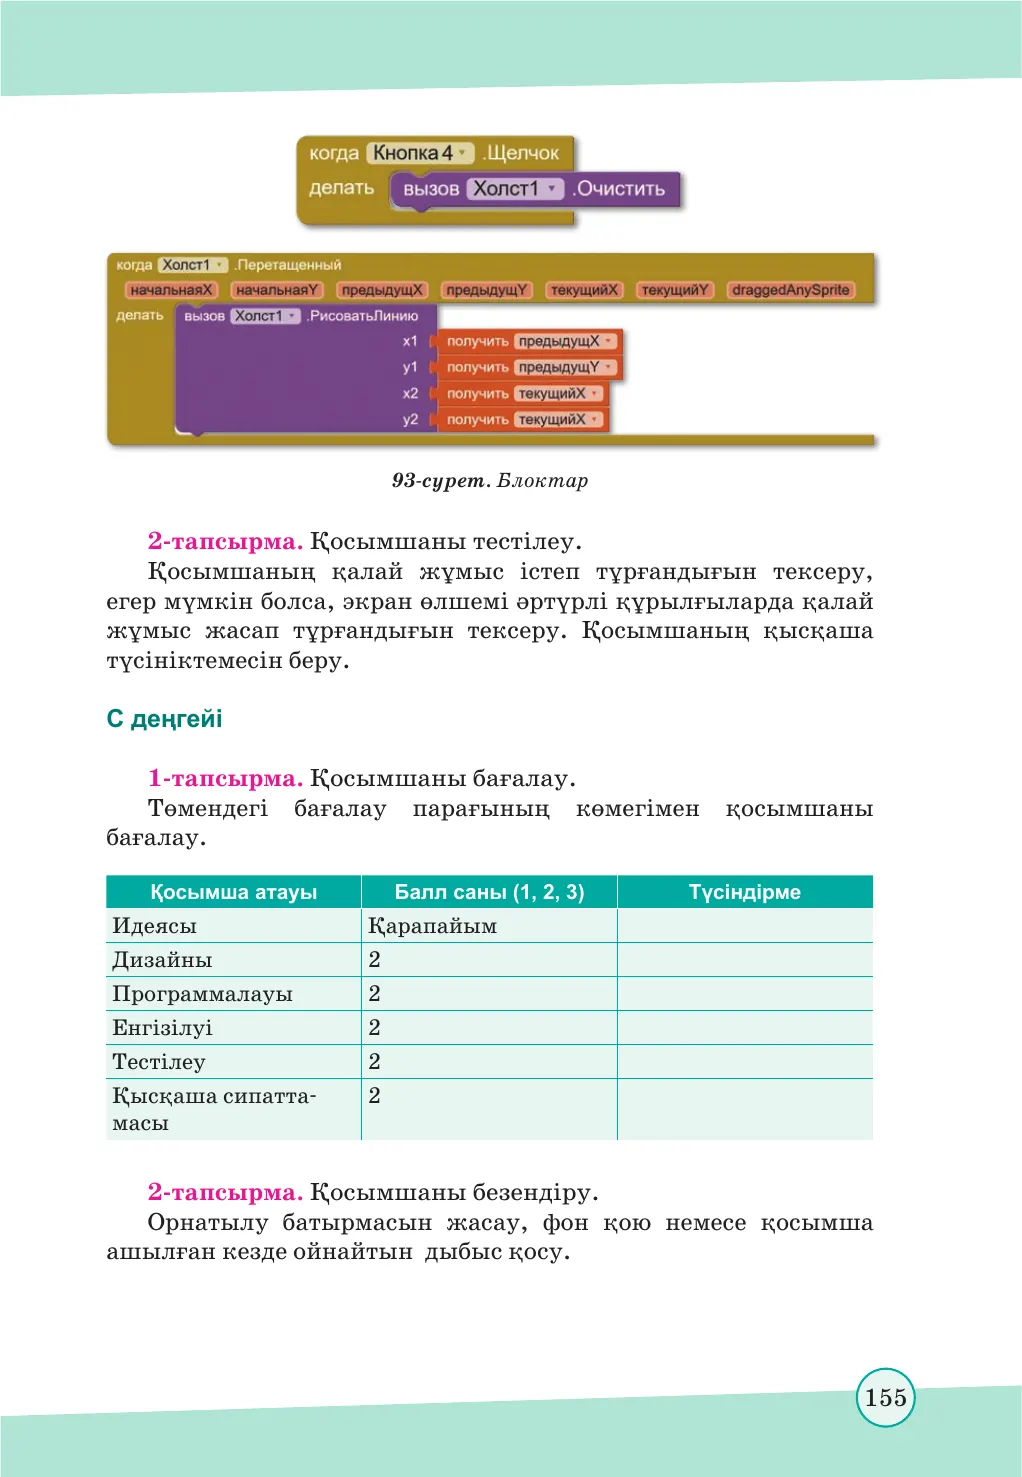 когда Кнопка4 .Щелчок
делать вызов Холст1 .Очистить
когда Холст1 .Перетащенный
начальнаяX начальнаяY предыдущX предыдущY текущийX текущийY draggedAnySprite
делать вызов Холст1 .РисоватьЛинию
x1 получить предыдущX
y1 получить предыдущY
x2 получить текущийX
y2 получить текущийX
93-сурет. Блоктар
2-тапсырма. Қосымшаны тестілеу.
Қосымшаның қалай жұмыс істеп тұрғандығын тексеру,
егер мүмкін болса, экран өлшемі әртүрлі құрылғыларда қалай
жұмыс жасап тұрғандығын тексеру. Қосымшаның қысқаша
түсініктемесін беру.
С деңгейі
1-тапсырма. Қосымшаны бағалау.
Төмендегі бағалау парағының көмегімен қосымшаны
бағалау.
Қосымша атауы Балл саны (1, 2, 3) Түсіндірме
Идеясы Қарапайым
Дизайны 2
Программалауы 2
Енгізілуі 2
Тестілеу 2
Қысқаша сипатта- 2
масы
2-тапсырма. Қосымшаны безендіру.
Орнатылу батырмасын жасау, фон қою немесе қосымша
ашылған кезде ойнайтын дыбыс қосу.
155